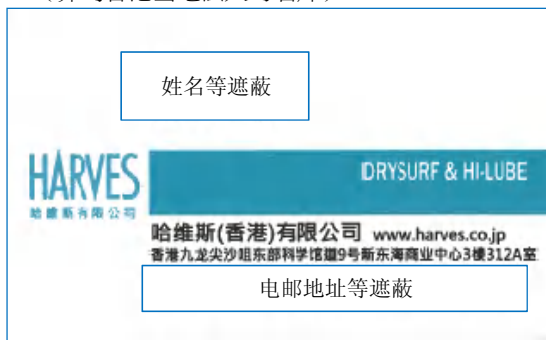 姓名等遮蔽
HARVES
DRYSURF & HI-LUBE
哈維斯有限公司
哈维斯(香港)有限公司 www.harves.co.jp
香港九龙尖沙咀东部科学馆道9号新东海商业中心3楼312A室
电邮地址等遮蔽